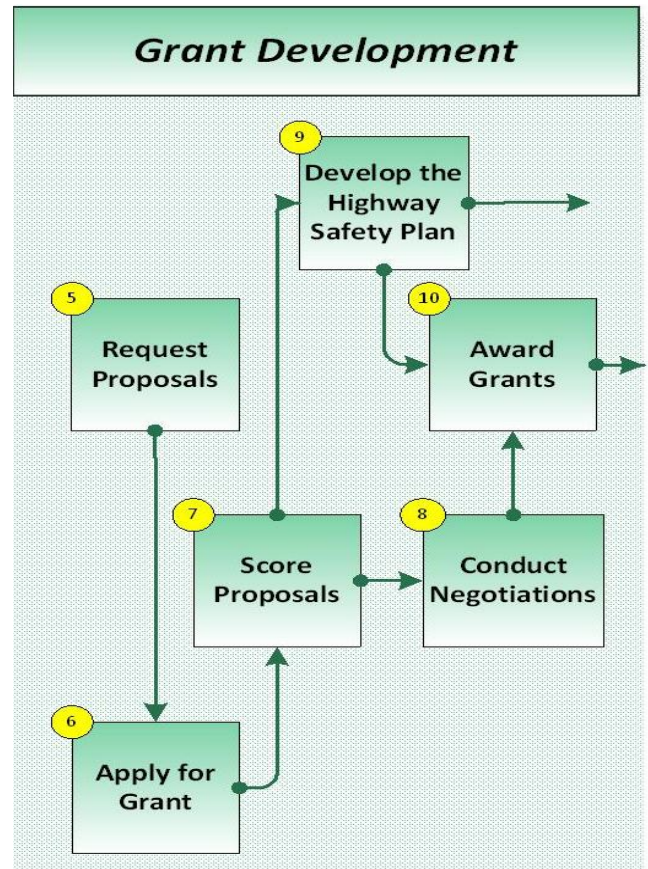 Grant Development
9
Develop the
Highway
Safety Plan
5
Request
Proposals
10
Award
Grants
7
Score
Proposals
8
Conduct
Negotiations
6
Apply for
Grant